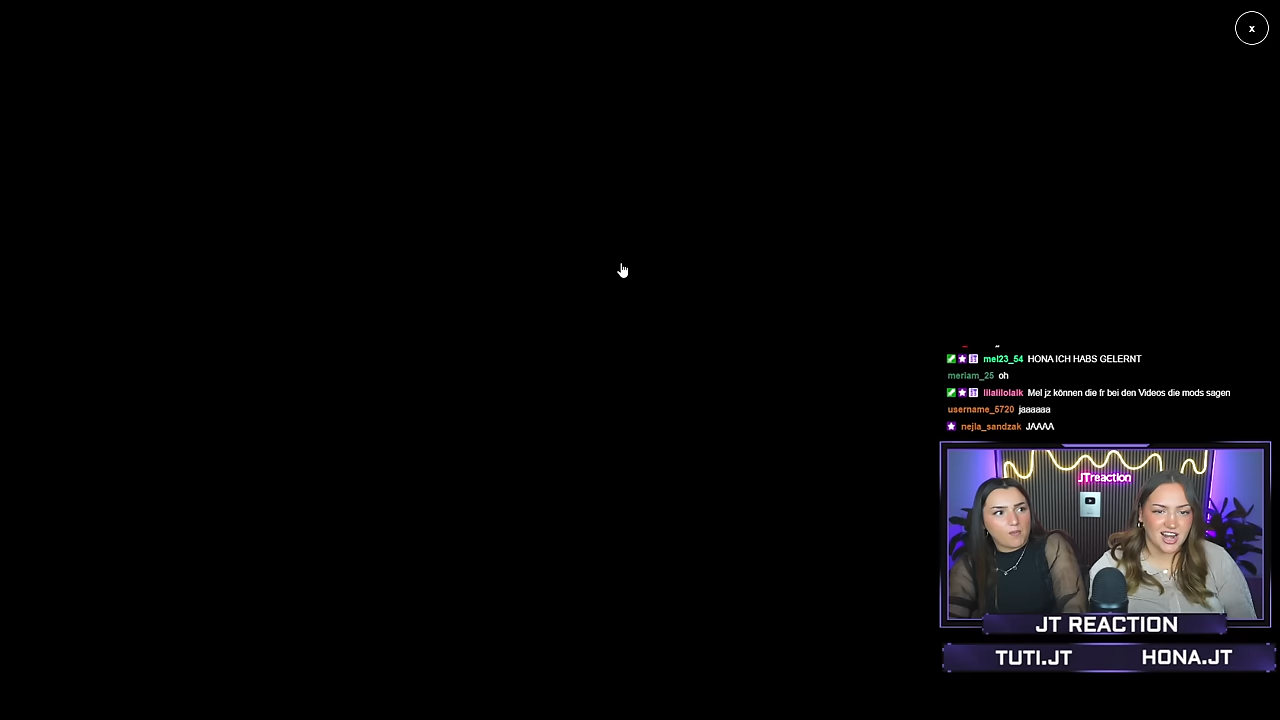 x
mel23_54 HONA ICH HABS GELERNT
meriam_25 oh
lilalilolalk Mel jz können die fr bei den Videos die mods sagen
username_5720 jaaaaaa
nejla_sandzak JAAAA
JTreaction
JT REACTION
TUTI.JT HONA.JT